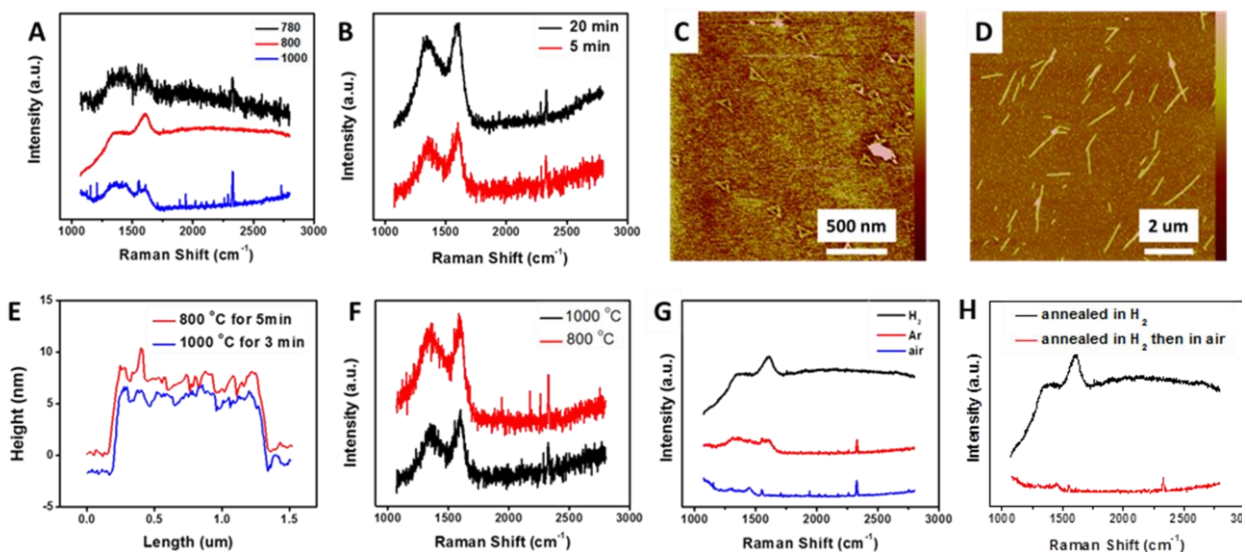 A
780
800
1000
Intensity (a.u.)
1000 1500 2000 2500 3000
Raman Shift (cm⁻¹)
B
20 min
5 min
Intensity (a.u.)
1000 1500 2000 2500 3000
Raman Shift (cm⁻¹)
C
500 nm
D
2 um
E
800 °C for 5min
1000 °C for 3 min
Height (nm)
15
10
5
0
-5
0.0 0.5 1.0 1.5
Length (um)
F
1000 °C
800 °C
Intensity (a.u.)
1000 1500 2000 2500 3000
Raman Shift (cm⁻¹)
G
H₂
Ar
air
Intensity (a.u.)
1000 1500 2000 2500 3000
Raman Shift (cm⁻¹)
H
annealed in H₂
annealed in H₂ then in air
Intensity (a.u.)
1000 1500 2000 2500 3000
Raman Shift (cm⁻¹)